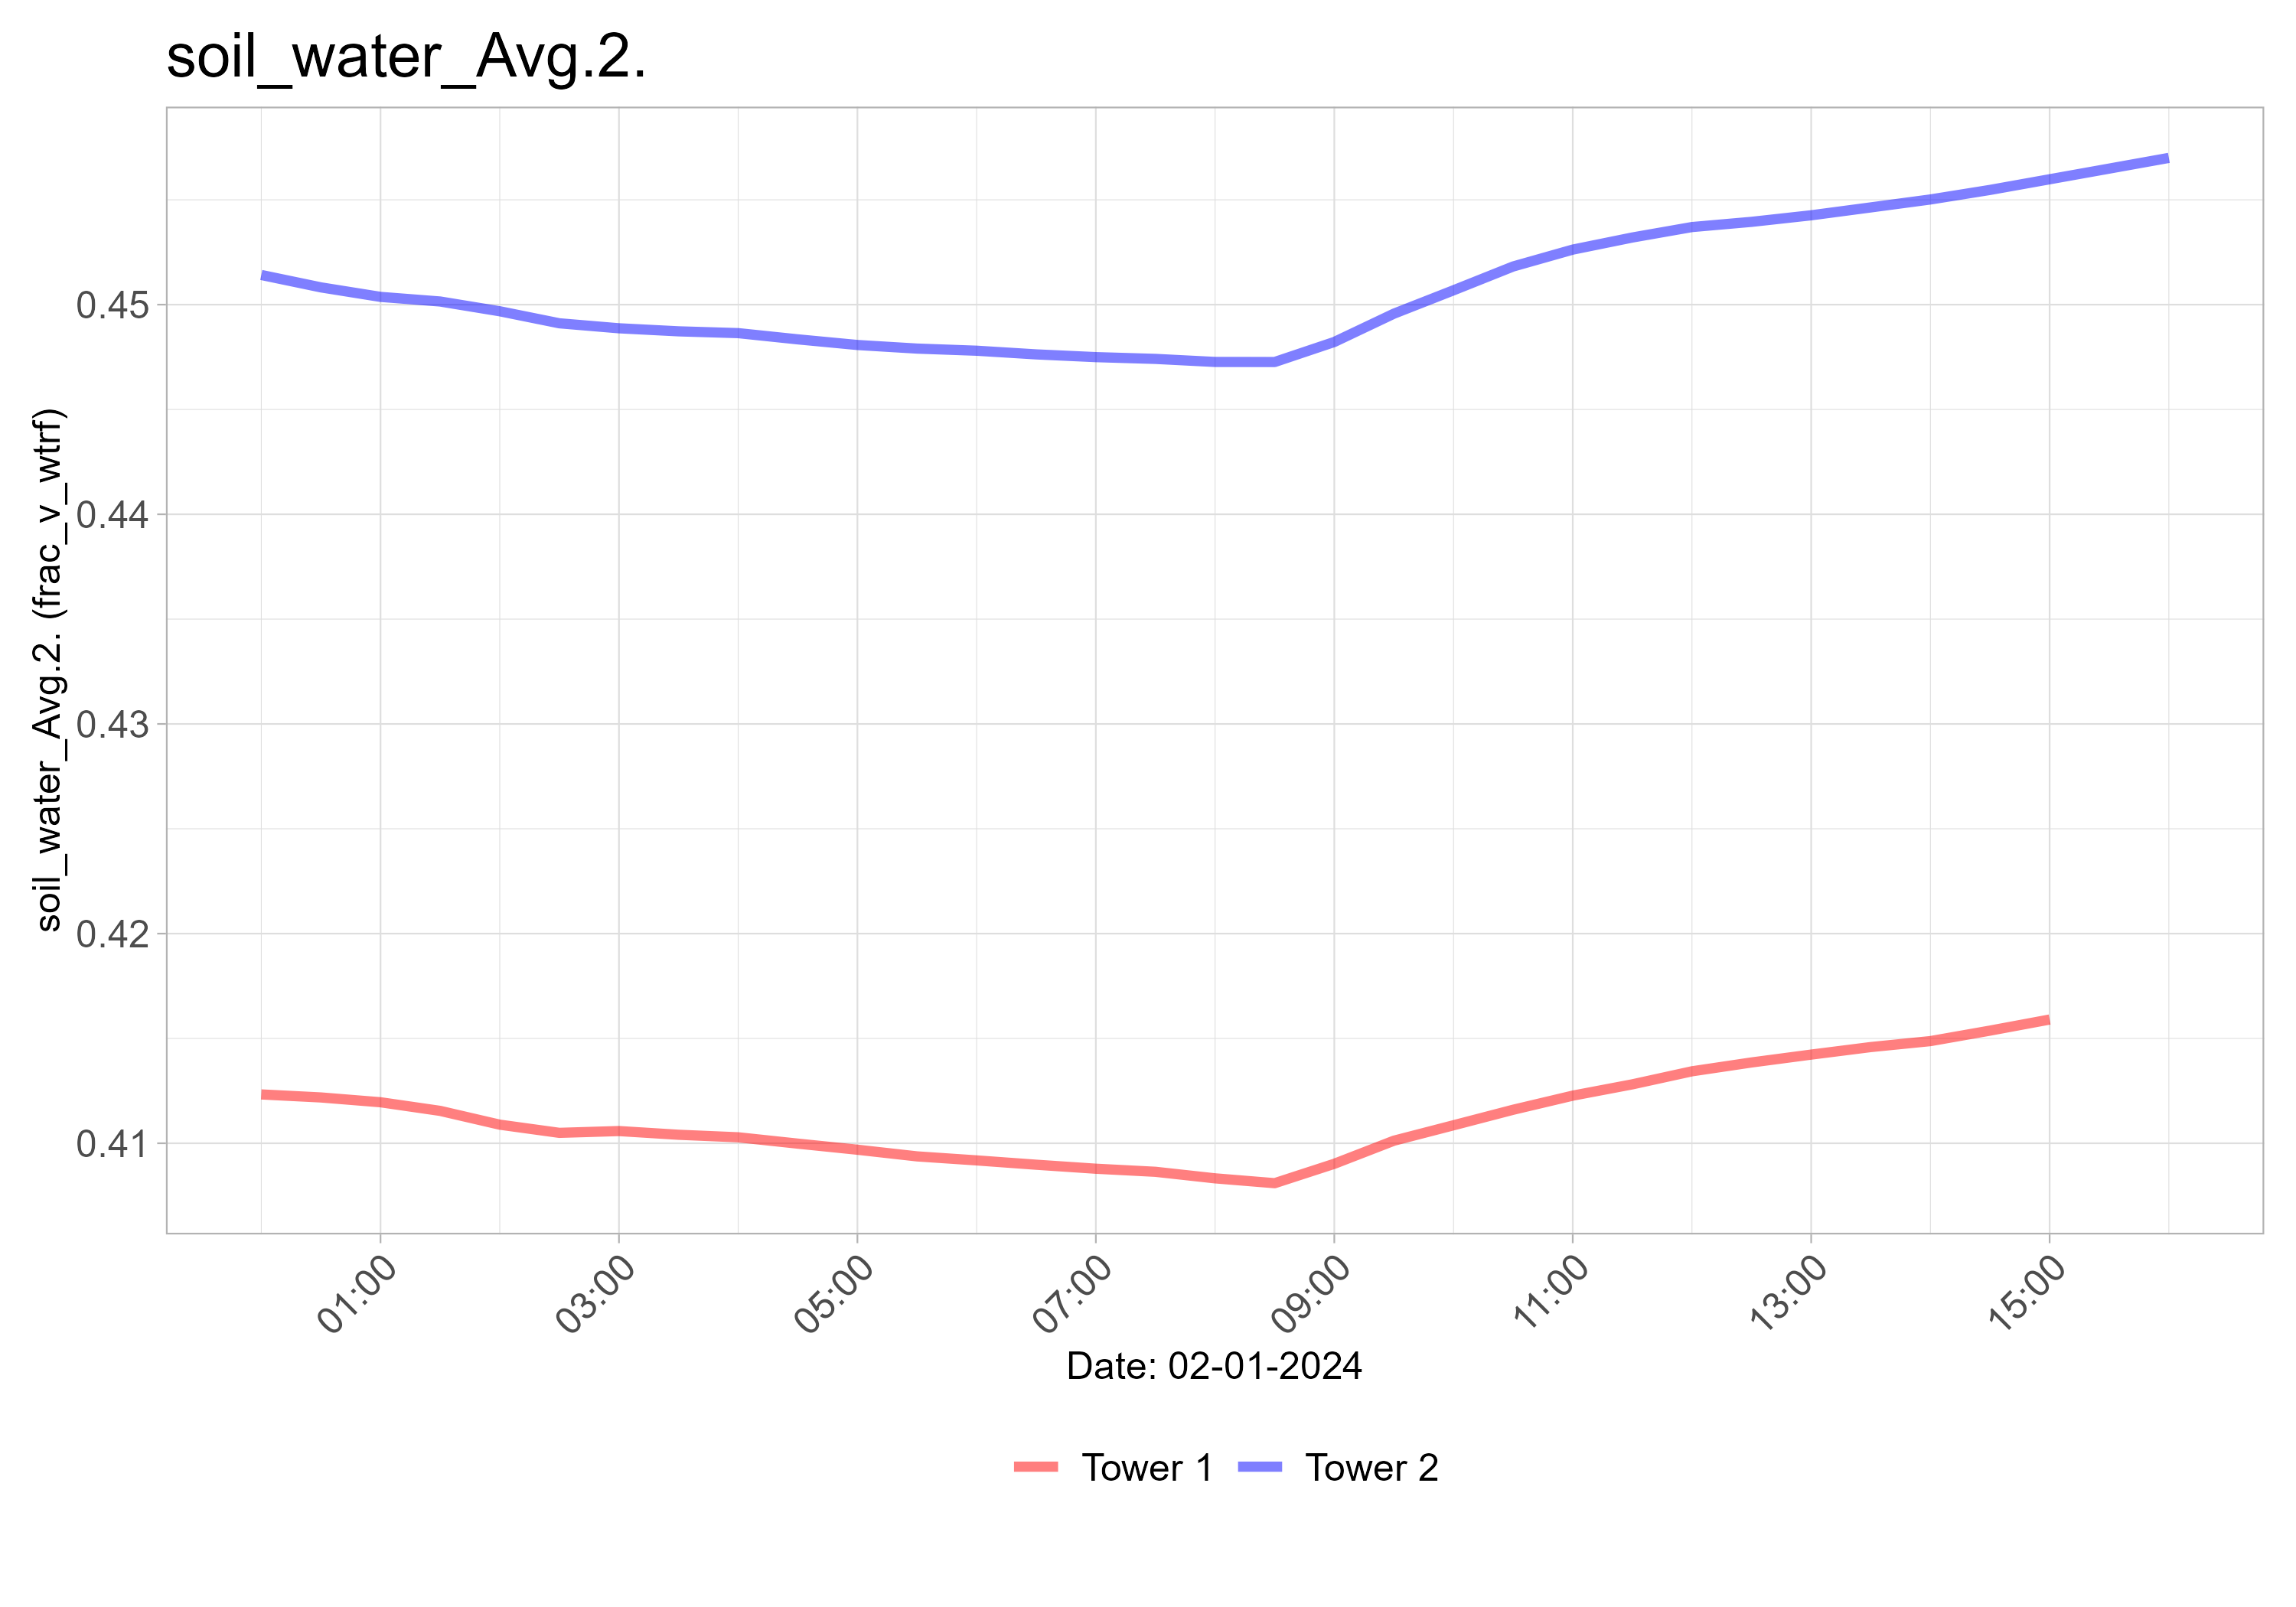 soil_water_Avg.2.
soil_water_Avg.2. (frac_v_wtrf)
0.45
0.44
0.43
0.42
0.41
01:00
03:00
05:00
07:00
09:00
11:00
13:00
15:00
Date: 02-01-2024
Tower 1
Tower 2